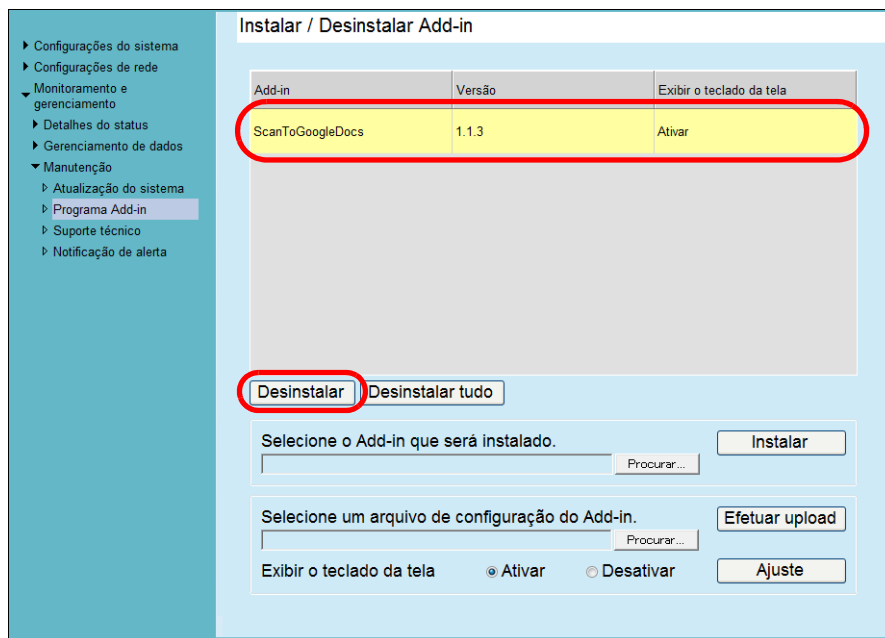 Instalar / Desinstalar Add-in
Configurações do sistema
Configurações de rede
Monitoramento e
gerenciamento
Detalhes do status
Gerenciamento de dados
Manutenção
Atualização do sistema
Programa Add-in
Suporte técnico
Notificação de alerta
Add-in Versão Exibir o teclado da tela
ScanToGoogleDocs 1.1.3 Ativar
Desinstalar Desinstalar tudo
Selecione o Add-in que será instalado. Instalar
Procurar...
Selecione um arquivo de configuração do Add-in. Efetuar upload
Procurar...
Exibir o teclado da tela Ativar Desativar Ajuste